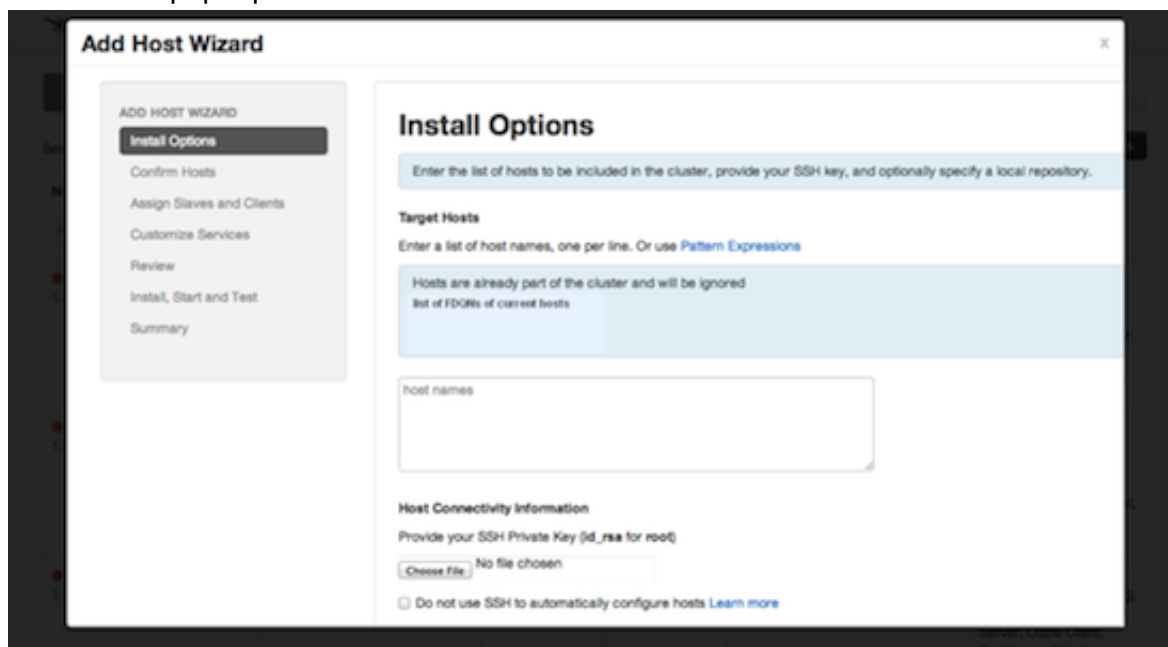 Add Host Wizard
x
ADD HOST WIZARD
Install Options
Confirm Hosts
Assign Slaves and Clients
Customize Services
Review
Install, Start and Test
Summary
Install Options
Enter the list of hosts to be included in the cluster, provide your SSH key, and optionally specify a local repository.
Target Hosts
Enter a list of host names, one per line. Or use Pattern Expressions
Hosts are already part of the cluster and will be ignored
list of FDQNs of current hosts
host names
Host Connectivity Information
Provide your SSH Private Key (id_rsa for root)
Choose File No file chosen
Do not use SSH to automatically configure hosts Learn more
Server, Oozie Client,